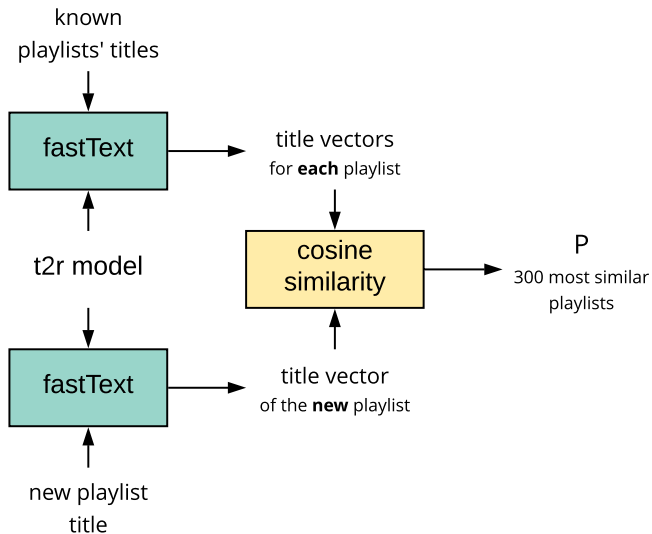 known
playlists' titles
fastText
title vectors
for each playlist
t2r model
cosine
similarity
P
300 most similar
playlists
fastText
title vector
of the new playlist
new playlist
title